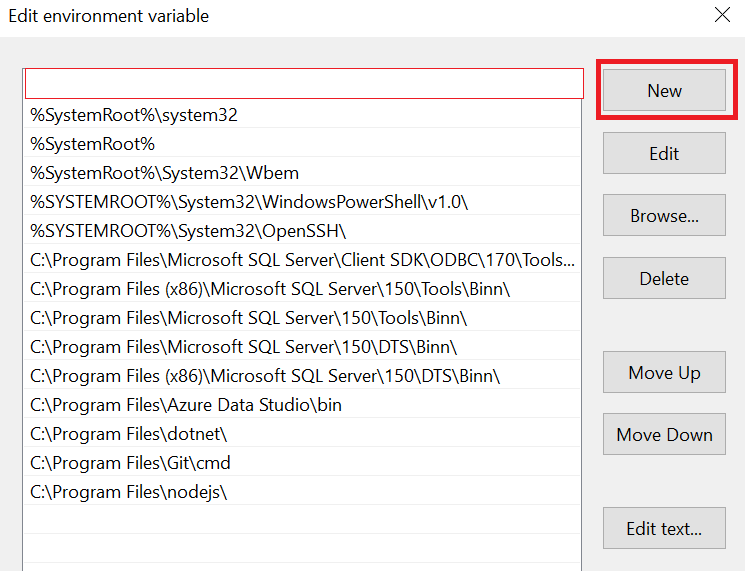 Edit environment variable
New
%SystemRoot%\system32
%SystemRoot%
Edit
%SystemRoot%\System32\Wbem
%SYSTEMROOT%\System32\WindowsPowerShell\v1.0\
Browse...
%SYSTEMROOT%\System32\OpenSSH\
C:\Program Files\Microsoft SQL Server\Client SDK\ODBC\170\Tools...
Delete
C:\Program Files (x86)\Microsoft SQL Server\150\Tools\Binn\
C:\Program Files\Microsoft SQL Server\150\Tools\Binn\
C:\Program Files\Microsoft SQL Server\150\DTS\Binn\
Move Up
C:\Program Files (x86)\Microsoft SQL Server\150\DTS\Binn\
C:\Program Files\Azure Data Studio\bin
C:\Program Files\dotnet\
Move Down
C:\Program Files\Git\cmd
C:\Program Files\nodejs\
Edit text...